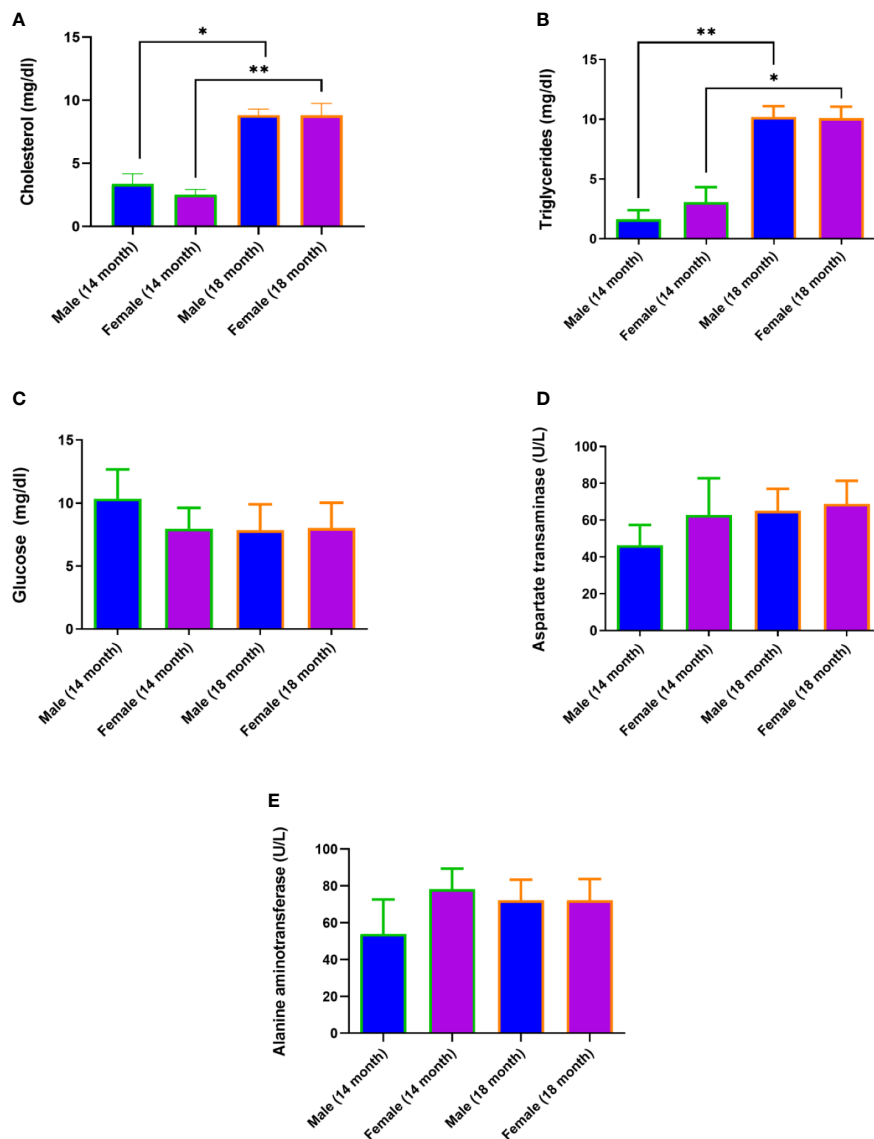 A
Cholesterol (mg/dl)
15
10
5
0
*
**
Male (14 month)
Female (14 month)
Male (18 month)
Female (18 month)
B
Triglycerides (mg/dl)
15
10
5
0
**
*
Male (14 month)
Female (14 month)
Male (18 month)
Female (18 month)
C
Glucose (mg/dl)
15
10
5
0
Male (14 month)
Female (14 month)
Male (18 month)
Female (18 month)
D
Aspartate transaminase (U/L)
100
80
60
40
20
0
Male (14 month)
Female (14 month)
Male (18 month)
Female (18 month)
E
Alanine aminotransferase (U/L)
100
80
60
40
20
0
Male (14 month)
Female (14 month)
Male (18 month)
Female (18 month)